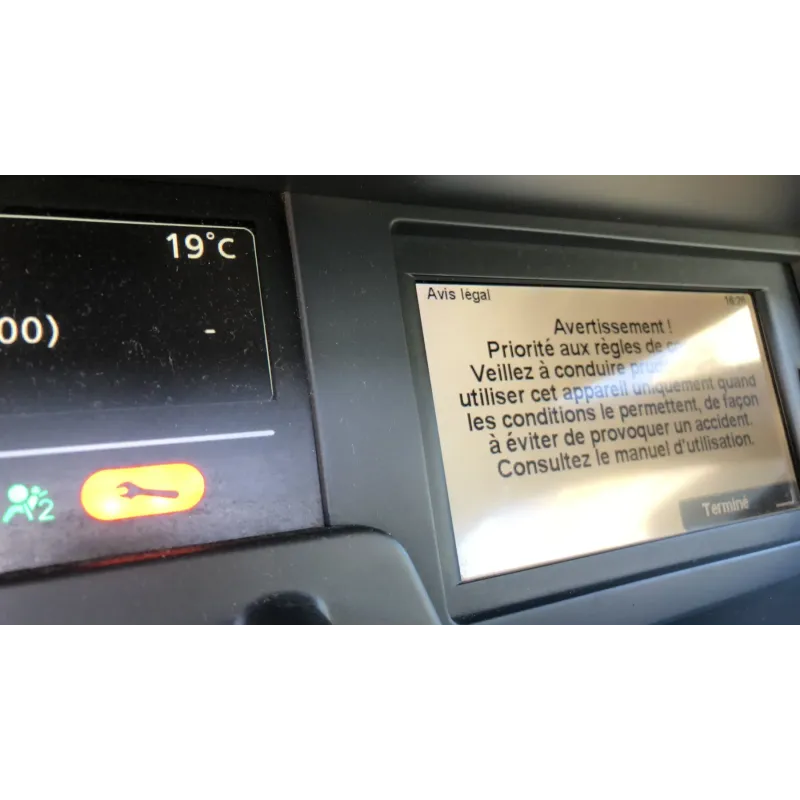 19°C
00) -
2
Avis légal
Avertissement !
Priorité aux règles de
Veillez à conduire
utiliser cet appareil uniquement quand
les conditions le permettent, de façon
à éviter de provoquer un accident.
Consultez le manuel d'utilisation.
Terminé